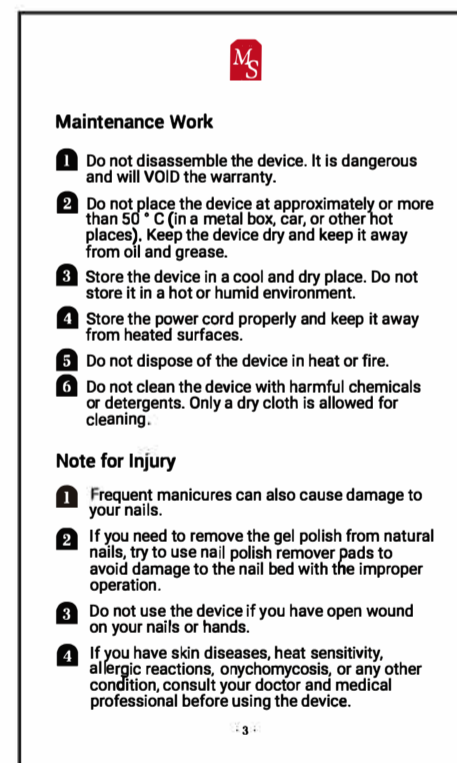 MS
Maintenance Work
1 Do not disassemble the device. It is dangerous
and will VOID the warranty.
2 Do not place the device at approximately or more
than 50 ° C (in a metal box, car, or other hot
places). Keep the device dry and keep it away
from oil and grease.
3 Store the device in a cool and dry place. Do not
store it in a hot or humid environment.
4 Store the power cord properly and keep it away
from heated surfaces.
5 Do not dispose of the device in heat or fire.
6 Do not clean the device with harmful chemicals
or detergents. Only a dry cloth is allowed for
cleaning.
Note for Injury
1 Frequent manicures can also cause damage to
your nails.
2 If you need to remove the gel polish from natural
nails, try to use nail polish remover pads to
avoid damage to the nail bed with the improper
operation.
3 Do not use the device if you have open wound
on your nails or hands.
4 If you have skin diseases, heat sensitivity,
allergic reactions, onychomycosis, or any other
condition, consult your doctor and medical
professional before using the device.
· 3 ·